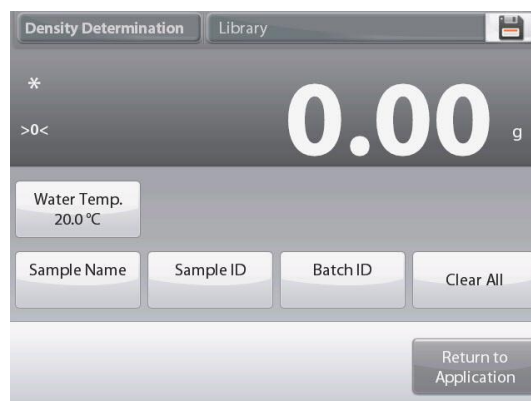 Density Determination Library
*
>0<
0.00 g
Water Temp.
20.0 °C
Sample Name Sample ID Batch ID Clear All
Return to
Application